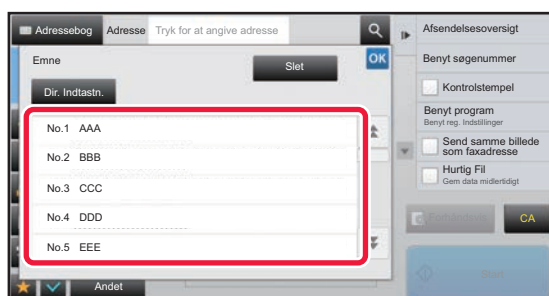 Adressebog Adresse Tryk for at angive adresse
Afsendelsesoversigt
Emne
Slet
OK
Benyt søgenummer
Dir. Indtastn.
Kontrolstempel
Benyt program
Benyt reg. Indstillinger
No.1 AAA
Send samme billede
som faxadresse
No.2 BBB
Hurtig Fil
Gem data midlertidigt
No.3 CCC
No.4 DDD
CA
No.5 EEE
Start
Andet